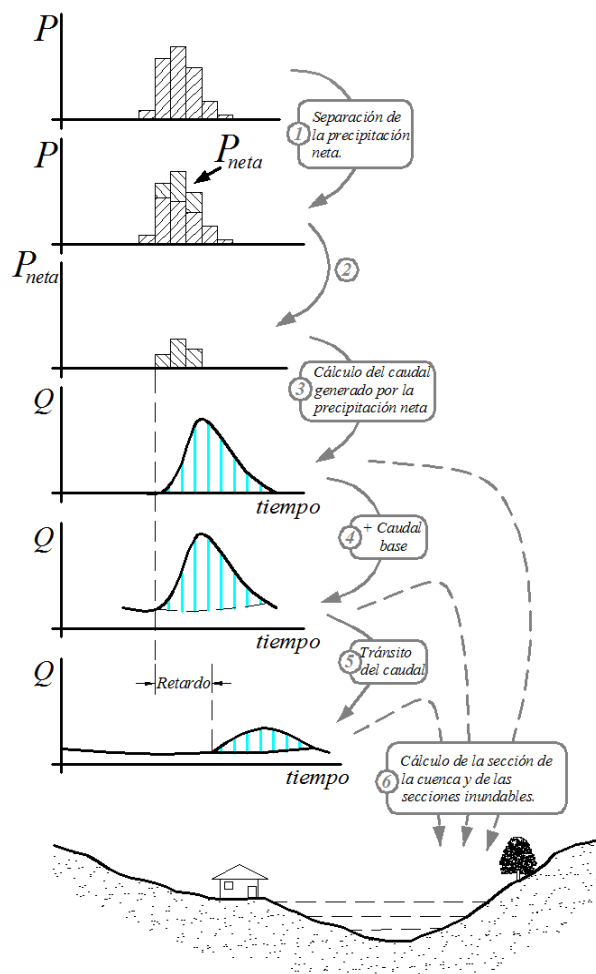 P
1
Separación de
la precipitación
neta.
P
P neta
2
P neta
3
Cálculo del caudal
generado por la
precipitación neta
Q
tiempo
4
+ Caudal
base
Q
tiempo
5
Tránsito
del caudal
Q
Retardo
tiempo
6
Cálculo de la sección de
la cuenca y de las
secciones inundables.